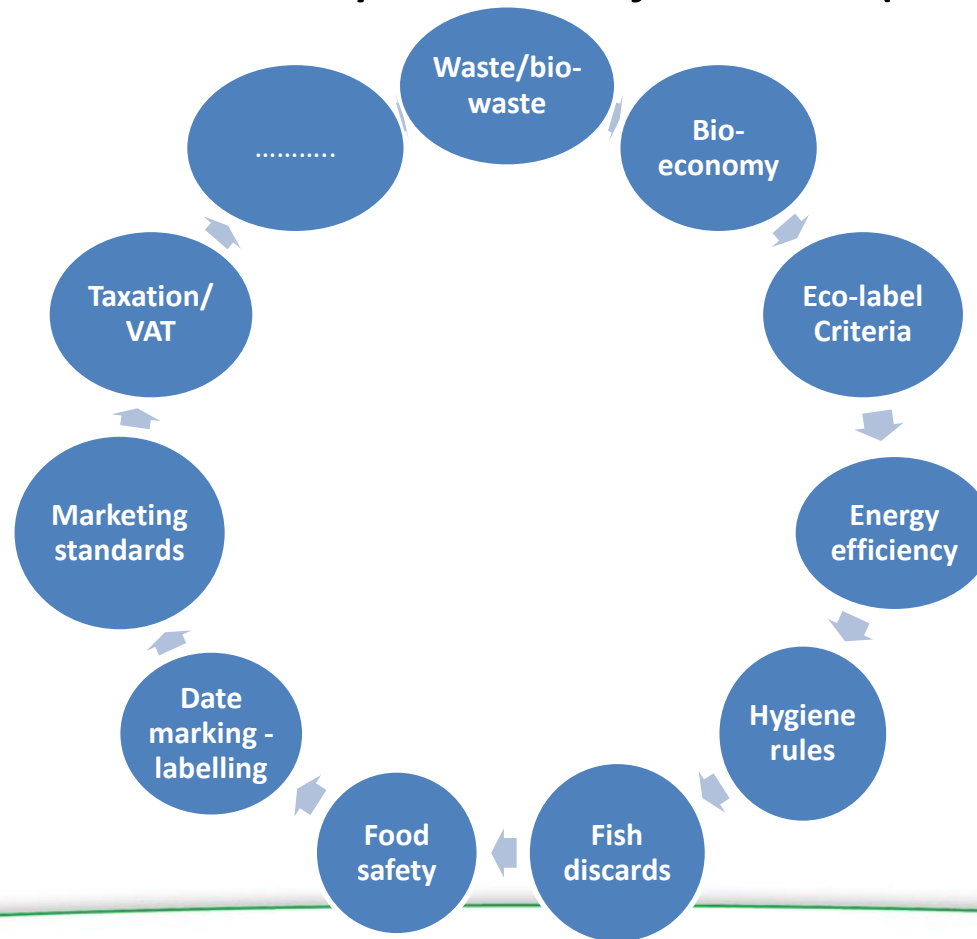 Waste/bio-
waste
Bio-
economy
Eco-label
Criteria
Energy
efficiency
Hygiene
rules
Fish
discards
Food
safety
Date
marking -
labelling
Marketing
standards
Taxation/
VAT
………..